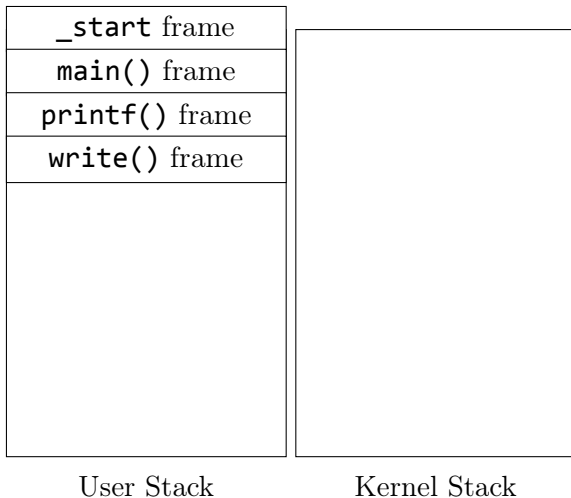 _start frame
main() frame
printf() frame
write() frame
User Stack
Kernel Stack